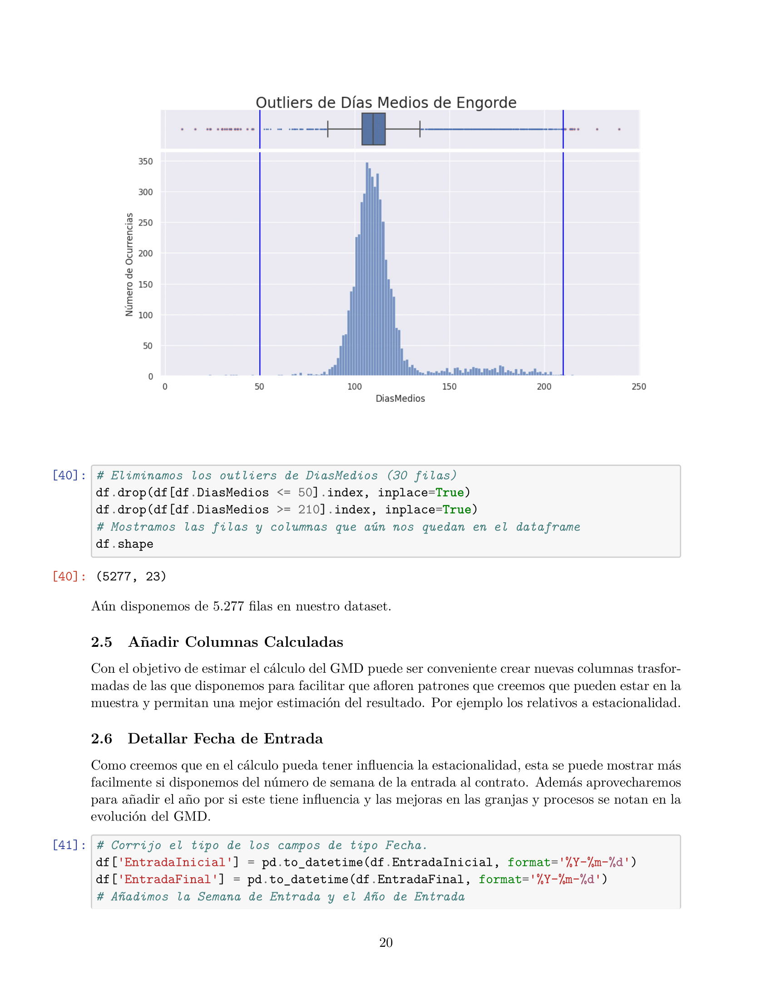 Outliers de Días Medios de Engorde
350
300
250
200
150
100
50
0
Número de Ocurrencias
0 50 100 150 200 250
DiasMedios
[40]: # Eliminamos los outliers de DiasMedios (30 filas)
df.drop(df[df.DiasMedios <= 50].index, inplace=True)
df.drop(df[df.DiasMedios >= 210].index, inplace=True)
# Mostramos las filas y columnas que aún nos quedan en el dataframe
df.shape
[40]: (5277, 23)
Aún disponemos de 5.277 filas en nuestro dataset.
2.5 Añadir Columnas Calculadas
Con el objetivo de estimar el cálculo del GMD puede ser conveniente crear nuevas columnas trasfor-
madas de las que disponemos para facilitar que afloren patrones que creemos que pueden estar en la
muestra y permitan una mejor estimación del resultado. Por ejemplo los relativos a estacionalidad.
2.6 Detallar Fecha de Entrada
Como creemos que en el cálculo pueda tener influencia la estacionalidad, esta se puede mostrar más
facilmente si disponemos del número de semana de la entrada al contrato. Además aprovecharemos
para añadir el año por si este tiene influencia y las mejoras en las granjas y procesos se notan en la
evolución del GMD.
[41]: # Corrijo el tipo de los campos de tipo Fecha.
df['EntradaInicial'] = pd.to_datetime(df.EntradaInicial, format='%Y-%m-%d')
df['EntradaFinal'] = pd.to_datetime(df.EntradaFinal, format='%Y-%m-%d')
# Añadimos la Semana de Entrada y el Año de Entrada
20